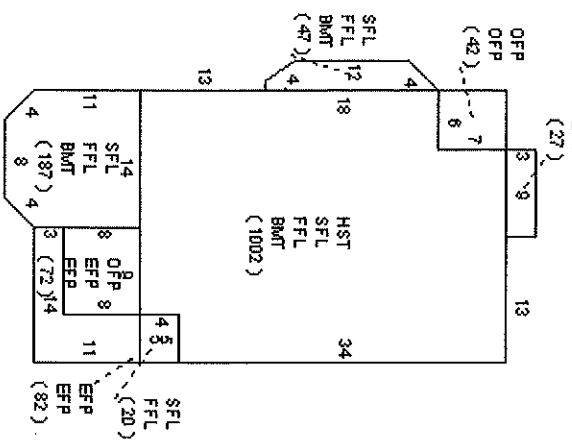 SFL
FFL
BMT
(47)
OFP
OFP
(42)
(27)
13
12
4
4
18
6
7
3
9
13
11
4
SFL
14
FFL
BMT
(187)
8
4
HST
SFL
FFL
BMT
(1002)
34
8
9
OFP
EFP
EFP
8
3
(72)
14
4
5
5
11
EFP
EFP
(82)
SFL
FFL
(20)